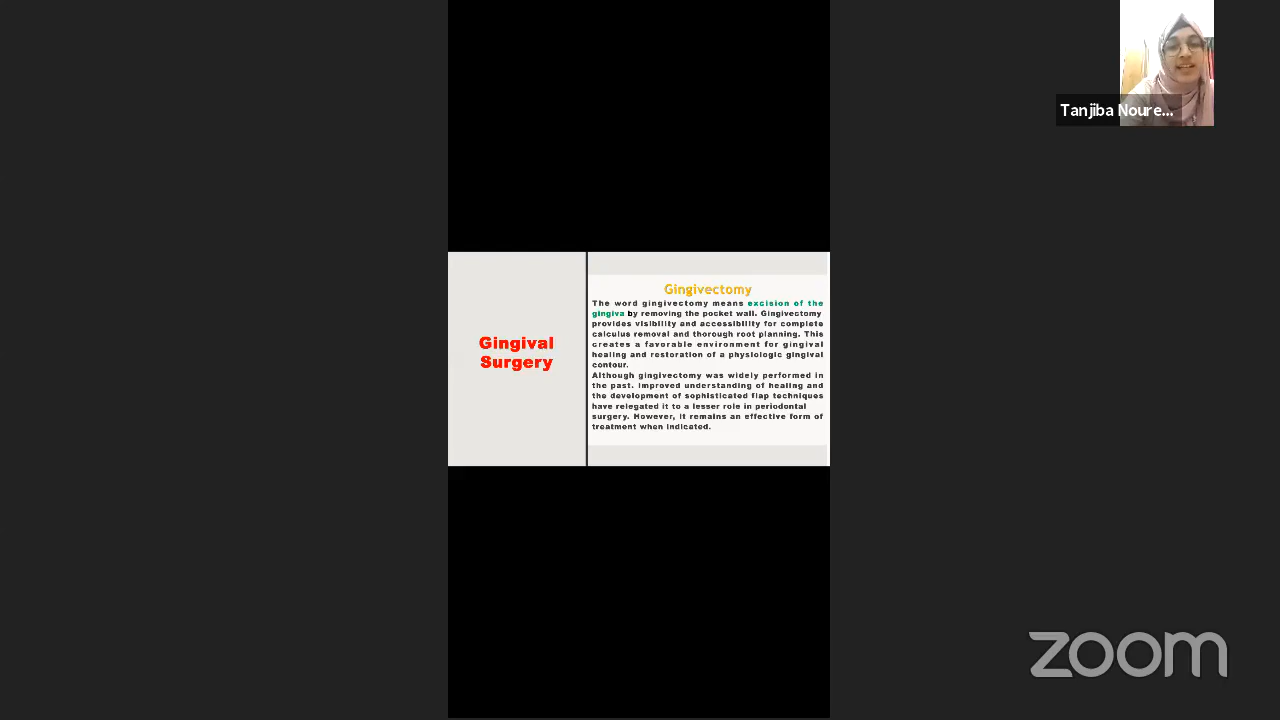 Tanjiba Noure...
Gingival
Surgery
Gingivectomy
The word gingivectomy means excision of the
gingiva by removing the pocket wall. Gingivectomy
provides visibility and accessibility for complete
calculus removal and thorough root planning. This
creates a favorable environment for gingival
healing and restoration of a physiologic gingival
contour.
Although gingivectomy was widely performed in
the past. Improved understanding of healing and
the development of sophisticated flap techniques
have relegated it to a lesser role in periodontal
surgery. However, it remains an effective form of
treatment when indicated.
zoom